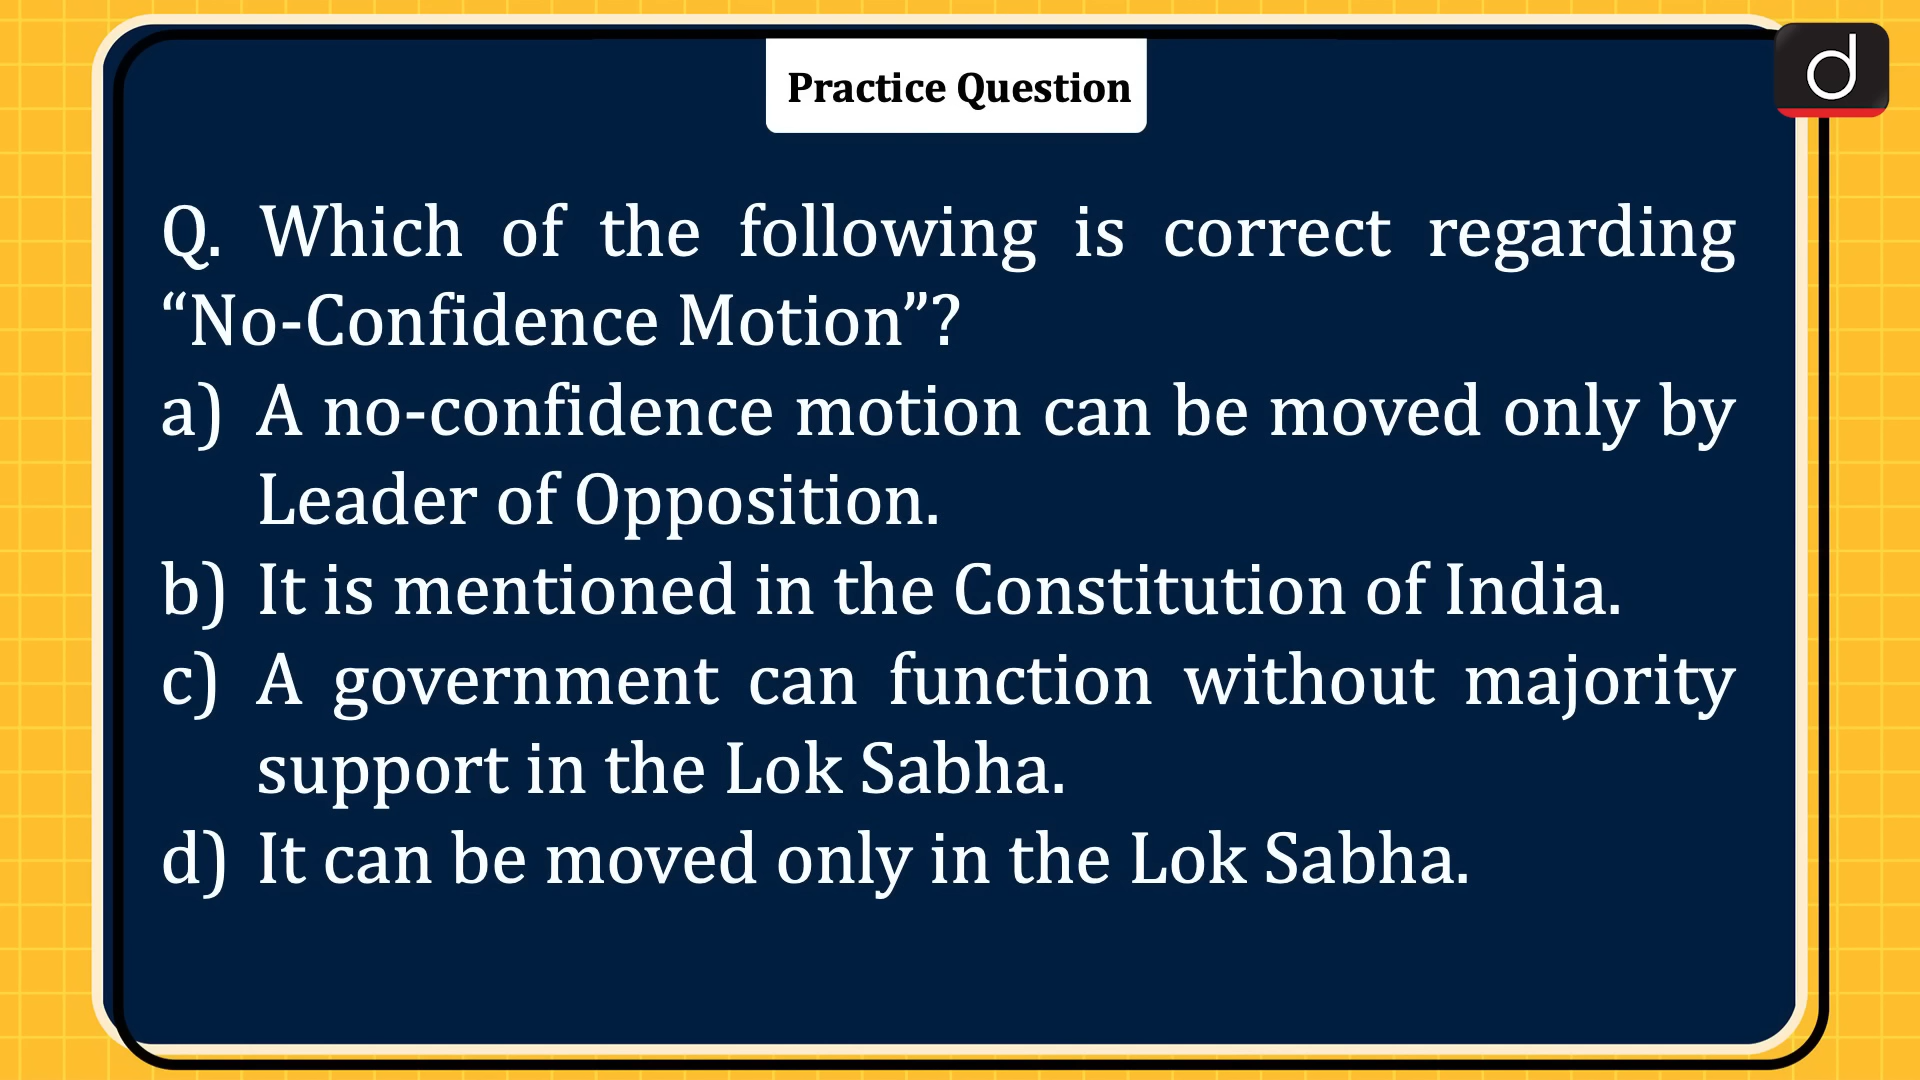 Practice Question
d
Q. Which of the following is correct regarding
“No-Confidence Motion”?
a) A no-confidence motion can be moved only by
Leader of Opposition.
b) It is mentioned in the Constitution of India.
c) A government can function without majority
support in the Lok Sabha.
d) It can be moved only in the Lok Sabha.